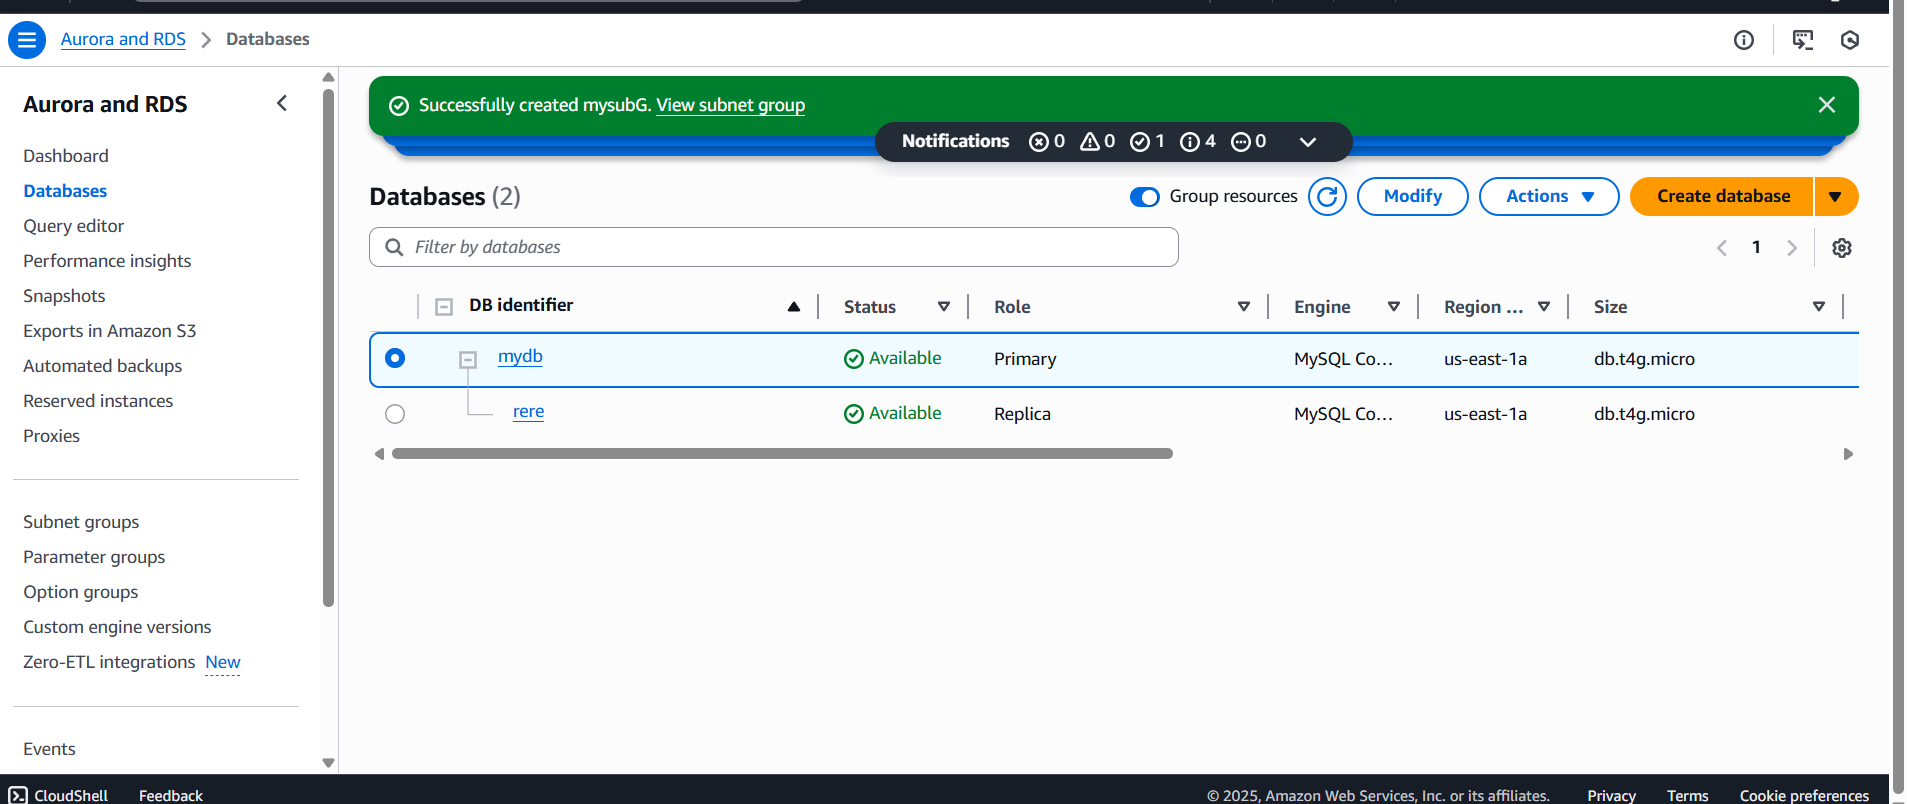 Aurora and RDS > Databases
Aurora and RDS
Dashboard
Databases
Query editor
Performance insights
Snapshots
Exports in Amazon S3
Automated backups
Reserved instances
Proxies
Subnet groups
Parameter groups
Option groups
Custom engine versions
Zero-ETL integrations New
Events
Successfully created mysubG. View subnet group
Notifications 0 0 1 4 0
Databases (2)
Group resources Modify Actions Create database
Filter by databases
1
DB identifier Status Role Engine Region ... Size
mydb Available Primary MySQL Co... us-east-1a db.t4g.micro
rere Available Replica MySQL Co... us-east-1a db.t4g.micro
CloudShell Feedback © 2025, Amazon Web Services, Inc. or its affiliates. Privacy Terms Cookie preferences